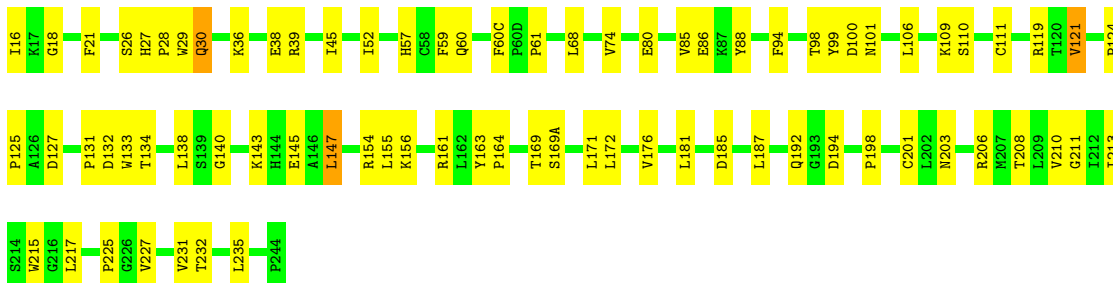 I16 K17 G18 F21 S26 H27 P28 W29 Q30 K36 E38 R39 I45 I52 H57 C58 F59 Q60 F60C P60D P61 L68 V74 E80 V85 E86 K87 Y88 F94 T98 Y99 D100 N101 L106 K109 S110 C111 R119 T120 V121 P124
P125 A126 D127 P131 D132 W133 T134 L138 S139 G140 K143 H144 E145 A146 L147 R154 L155 K156 R161 L162 Y163 P164 T169 S169A L171 L172 V176 L181 D185 L187 Q192 G193 D194 P198 C201 L202 N203 R206 M207 T208 L209 V210 G211 I212
S214 W215 G216 L217 P225 G226 V227 V231 T232 L235 P244